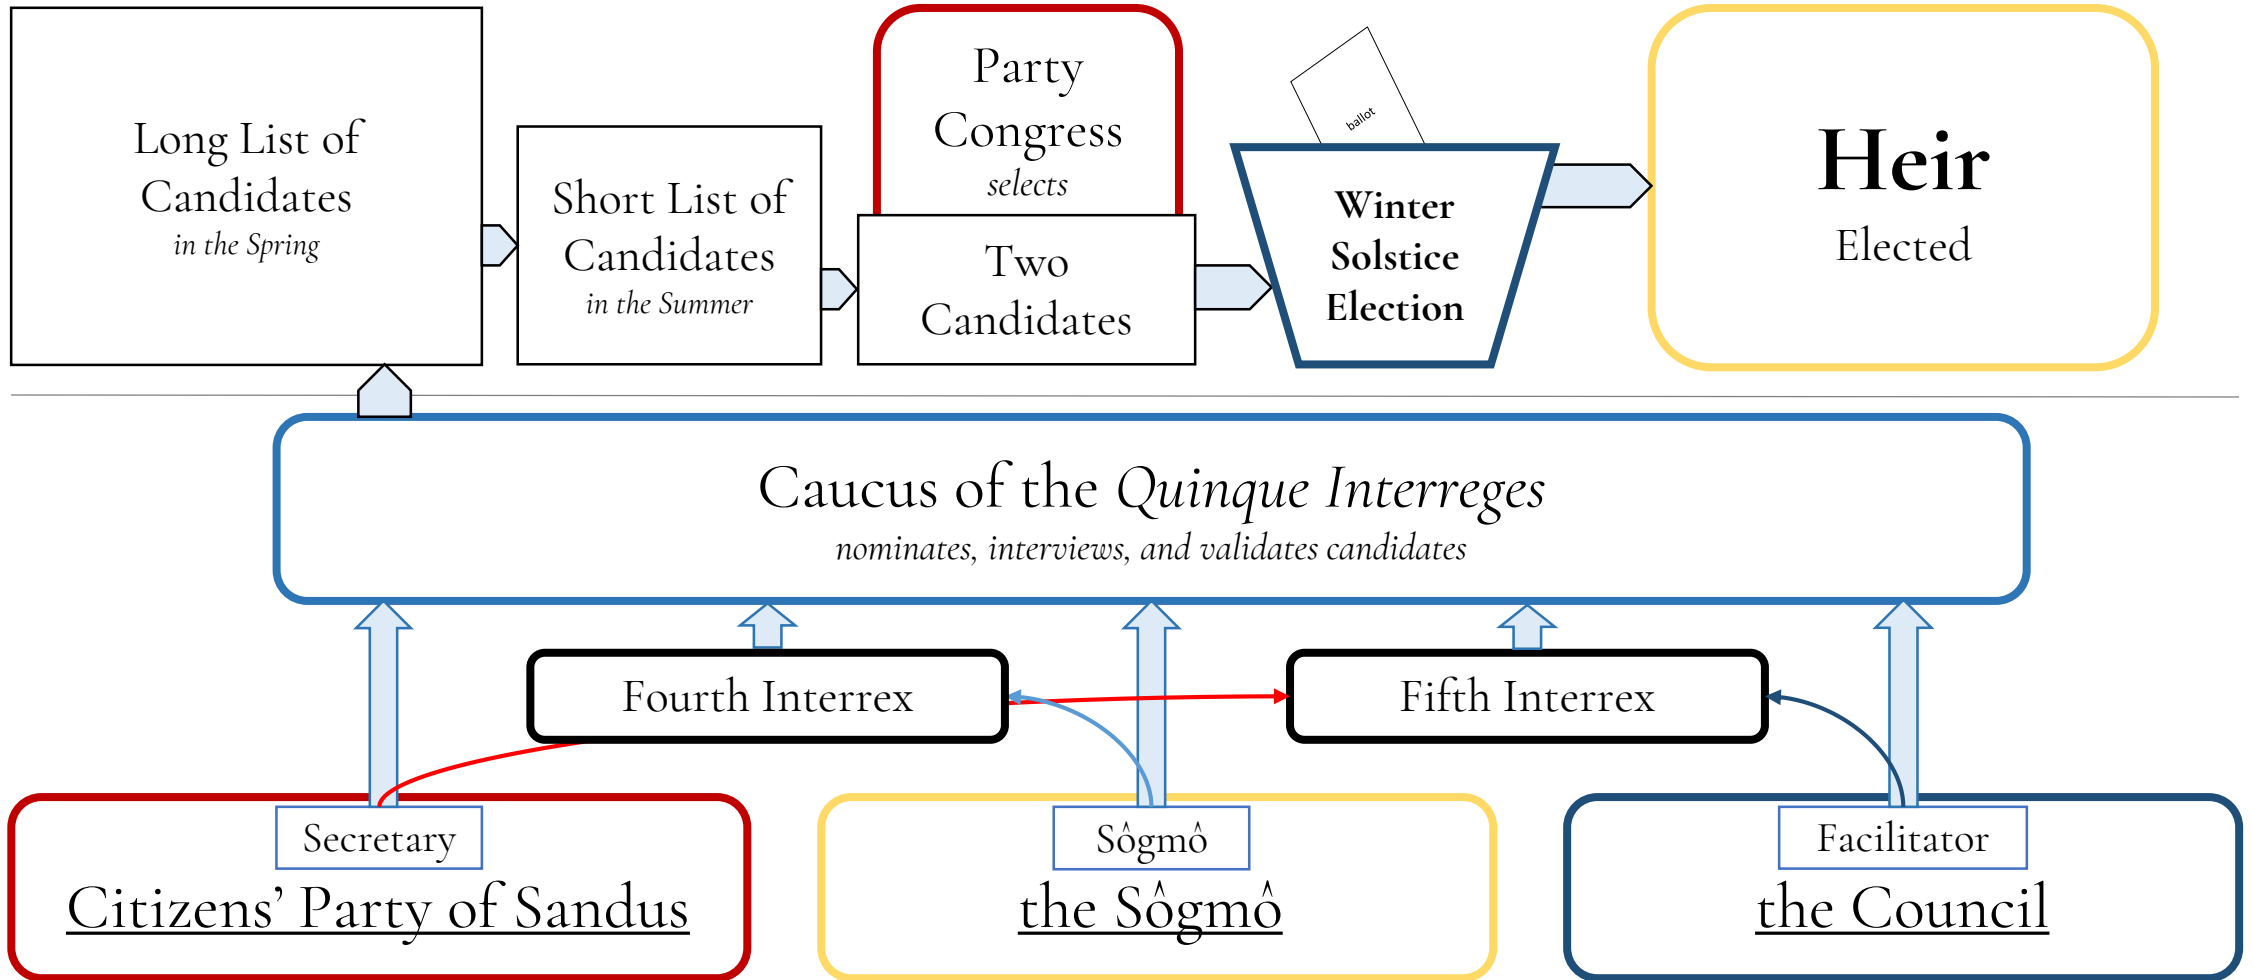 Long List of
Candidates
in the Spring
Short List of
Candidates
in the Summer
Party
Congress
selects
Two
Candidates
ballot
Winter
Solstice
Election
Heir
Elected
Caucus of the Quinque Interreges
nominates, interviews, and validates candidates
Fourth Interrex
Fifth Interrex
Secretary
Citizens’ Party of Sandus
Sôgmô
the Sôgmô
Facilitator
the Council